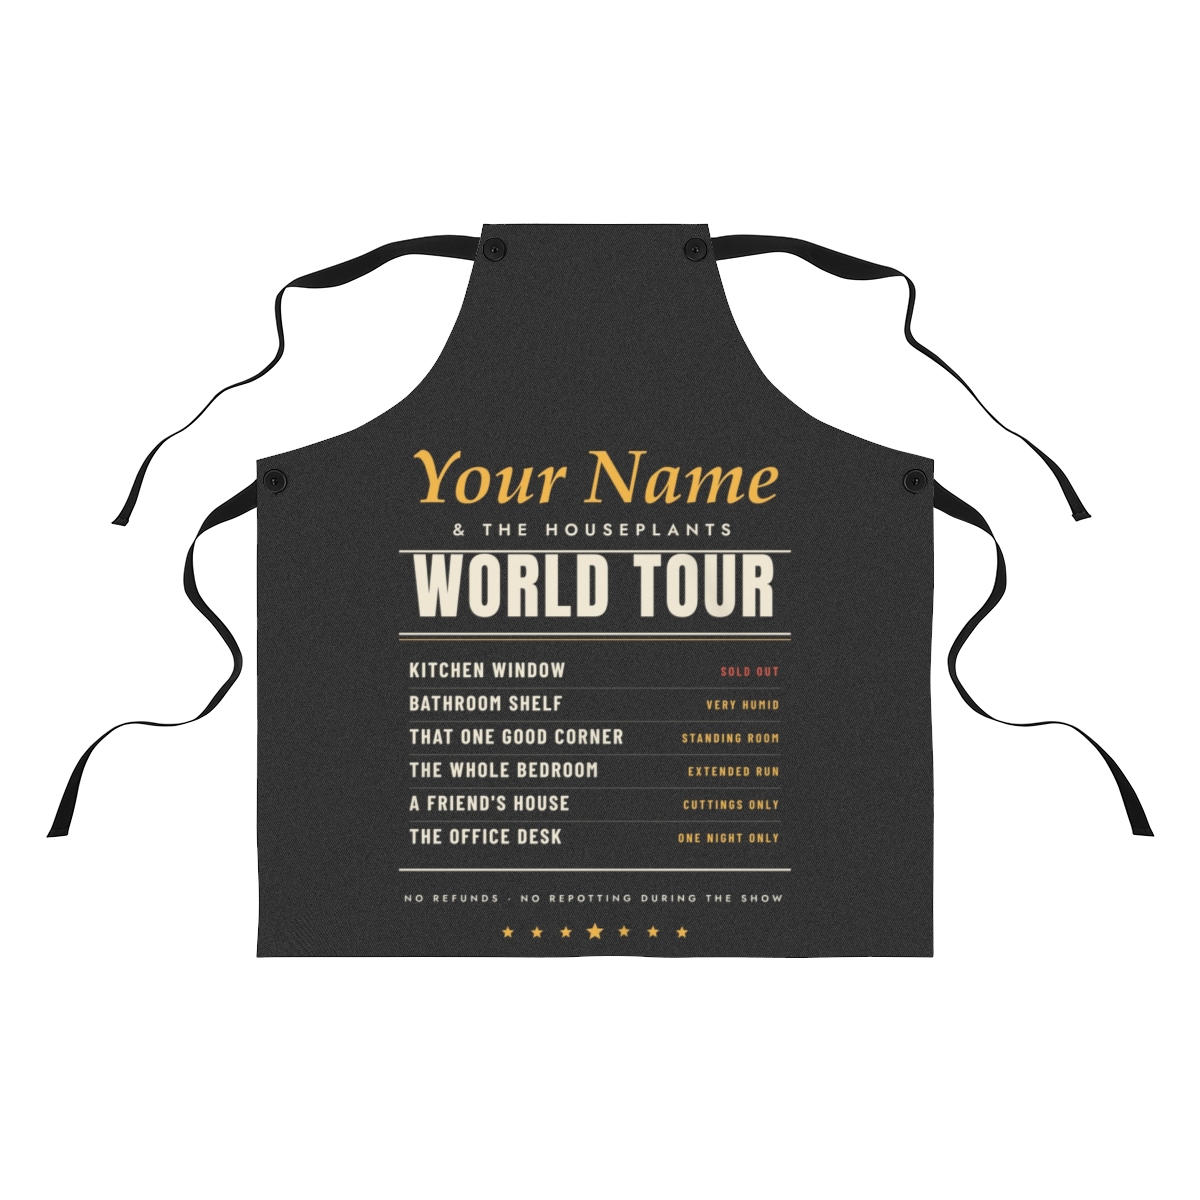 Your Name
& THE HOUSEPLANTS
WORLD TOUR
KITCHEN WINDOW SOLD OUT
BATHROOM SHELF VERY HUMID
THAT ONE GOOD CORNER STANDING ROOM
THE WHOLE BEDROOM EXTENDED RUN
A FRIEND'S HOUSE CUTTINGS ONLY
THE OFFICE DESK ONE NIGHT ONLY
NO REFUNDS · NO REPOTTING DURING THE SHOW